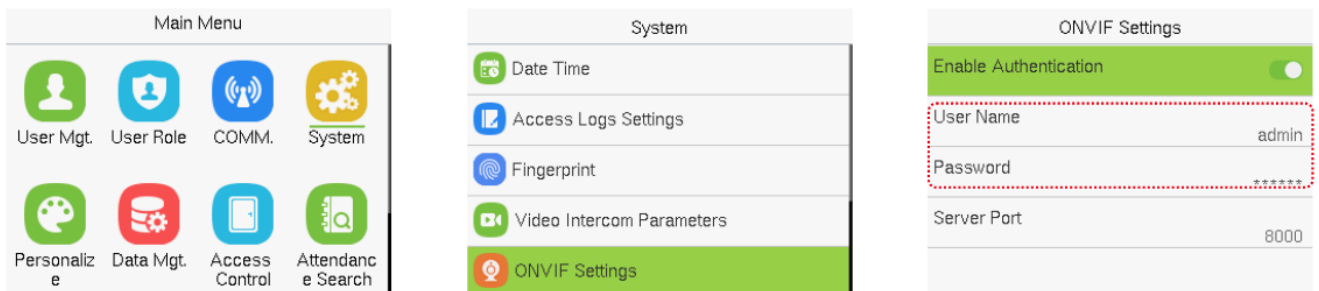 Main Menu
User Mgt.
User Role
COMM.
System
Personaliz
e
Data Mgt.
Access
Control
Attendanc
e Search
System
Date Time
Access Logs Settings
Fingerprint
Video Intercom Parameters
ONVIF Settings
ONVIF Settings
Enable Authentication
User Name
admin
Password
******
Server Port
8000